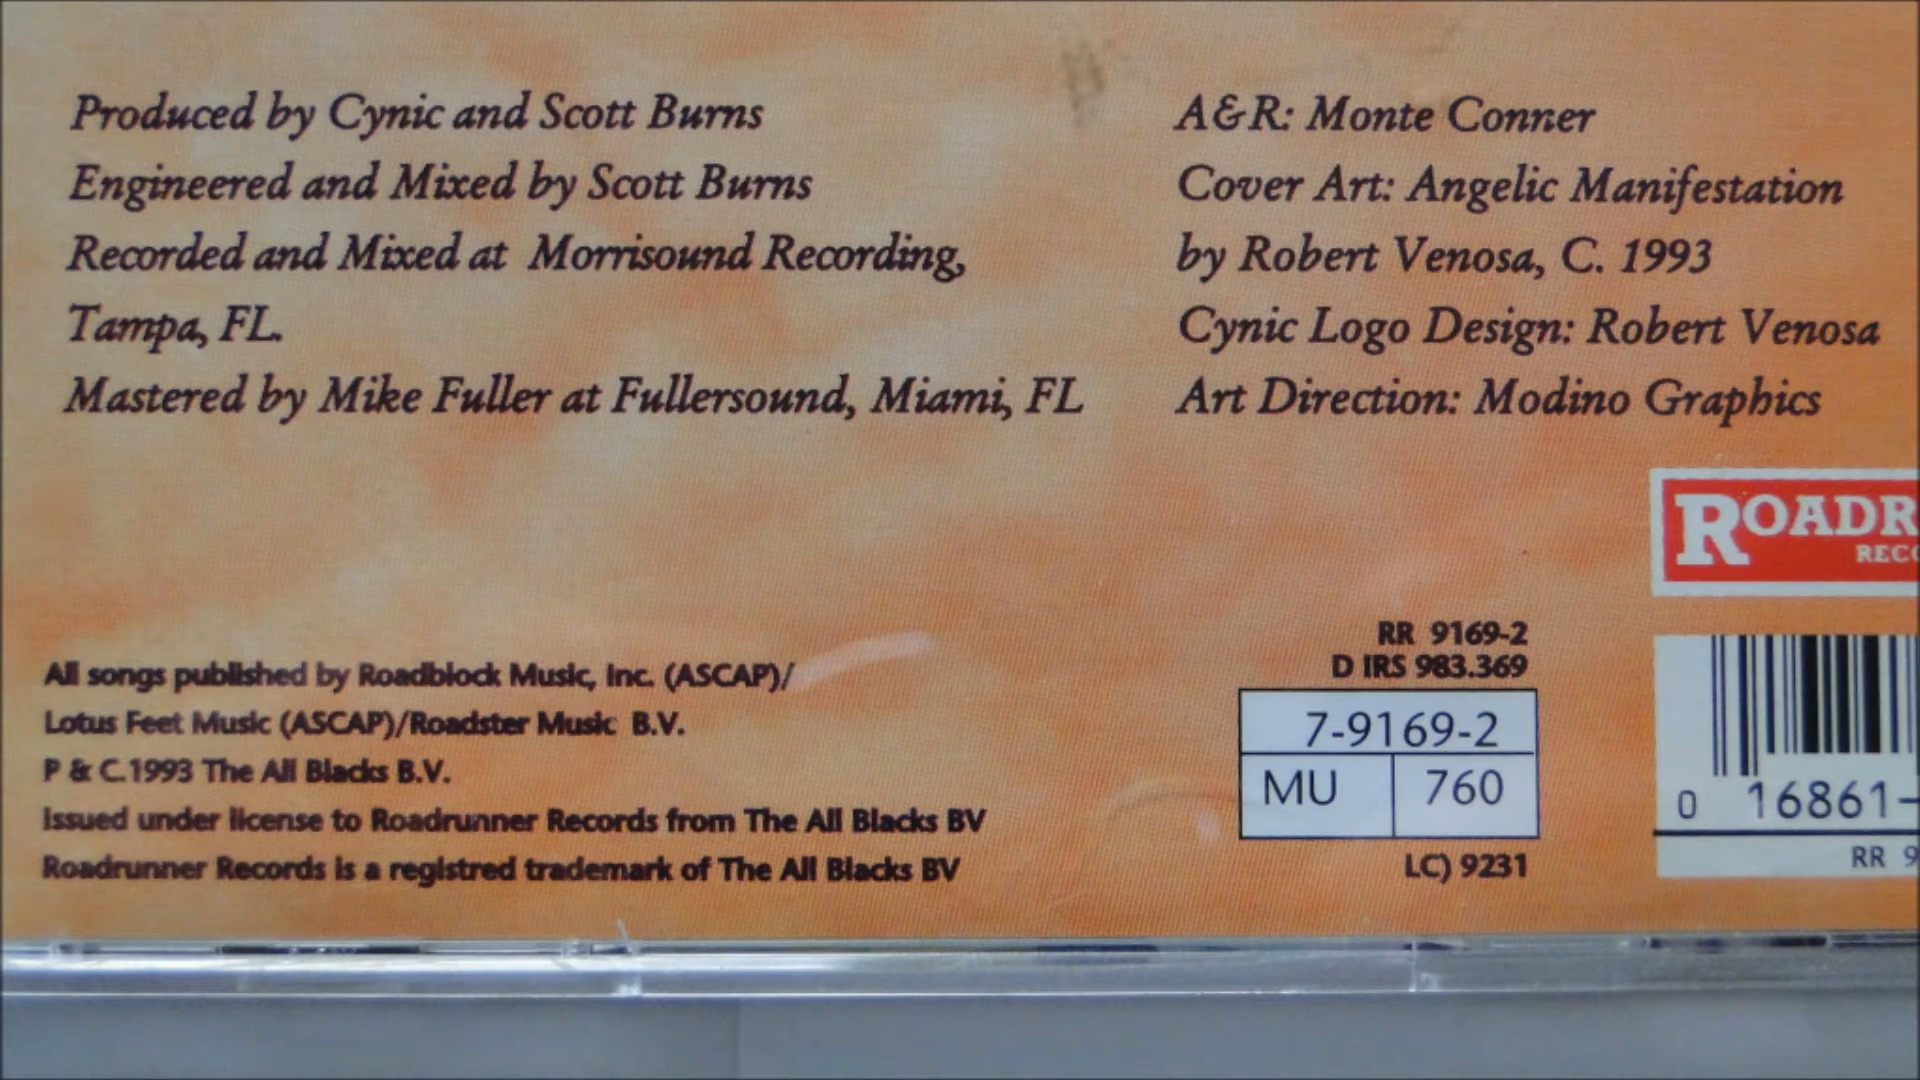 Produced by Cynic and Scott Burns
Engineered and Mixed by Scott Burns
Recorded and Mixed at Morrisound Recording,
Tampa, FL.
Mastered by Mike Fuller at Fullersound, Miami, FL
A&R: Monte Conner
Cover Art: Angelic Manifestation
by Robert Venosa, C. 1993
Cynic Logo Design: Robert Venosa
Art Direction: Modino Graphics
ROADR
RECO
All songs published by Roadblock Music, Inc. (ASCAP)/
Lotus Feet Music (ASCAP)/Roadster Music B.V.
P & C.1993 The All Blacks B.V.
Issued under license to Roadrunner Records from The All Blacks BV
Roadrunner Records is a registred trademark of The All Blacks BV
RR 9169-2
D IRS 983.369
7-9169-2
MU 760
LC) 9231
0 16861-
RR 9